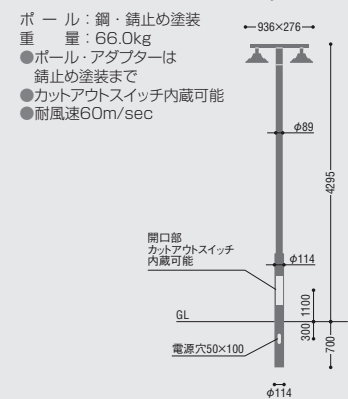 ポール：鋼・錆止め塗装
重量：66.0kg
●ポール・アダプターは
錆止め塗装まで
●カットアウトスイッチ内蔵可能
●耐風速60m/sec
936×276
φ89
4295
開口部
カットアウトスイッチ
内蔵可能
φ114
1100
GL
300
700
電源穴50×100
φ114